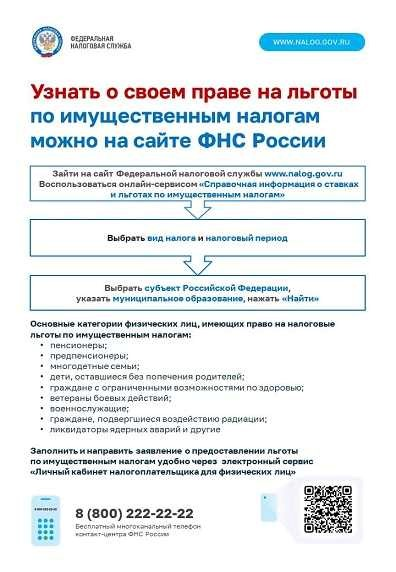 ФЕДЕРАЛЬНАЯ
НАЛОГОВАЯ СЛУЖБА
WWW.NALOG.GOV.RU
Узнать о своем праве на льготы
по имущественным налогам
можно на сайте ФНС России
Зайти на сайт Федеральной налоговой службы www.nalog.gov.ru
Воспользоваться онлайн-сервисом «Справочная информация о ставках
и льготах по имущественным налогам»
Выбрать вид налога и налоговый период
Выбрать субъект Российской Федерации,
указать муниципальное образование, нажать «Найти»
Основные категории физических лиц, имеющих право на налоговые
льготы по имущественным налогам:
• пенсионеры;
• предпенсионеры;
• многодетные семьи;
• дети, оставшиеся без попечения родителей;
• граждане с ограниченными возможностями по здоровью;
• ветераны боевых действий;
• военнослужащие;
• граждане, подвергшиеся воздействию радиации;
• ликвидаторы ядерных аварий и другие
Заполнить и направить заявление о предоставлении льготы
по имущественным налогам удобно через электронный сервис
«Личный кабинет налогоплательщика для физических лиц»
8 (800) 222-22-22
Бесплатный многоканальный телефон
контакт-центра ФНС России